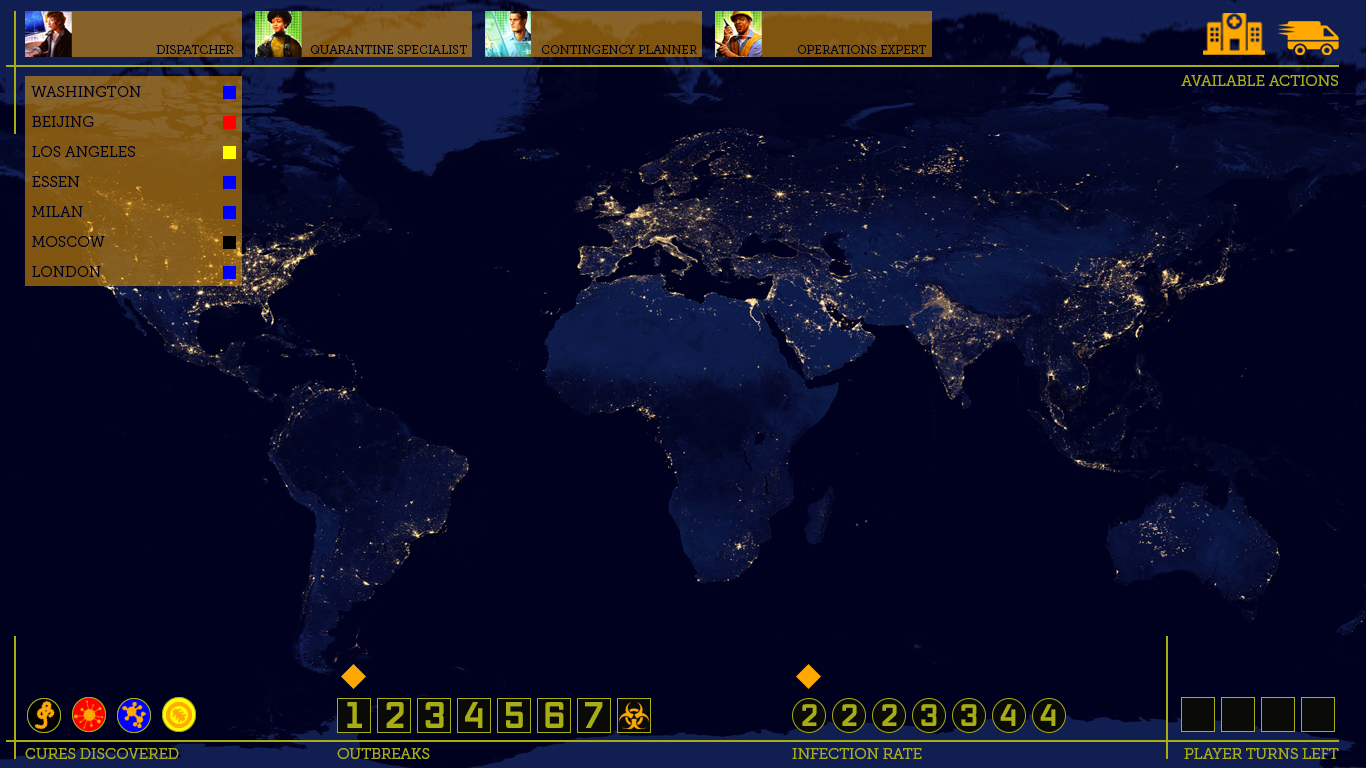 DISPATCHER
QUARANTINE SPECIALIST
CONTINGENCY PLANNER
OPERATIONS EXPERT
AVAILABLE ACTIONS
WASHINGTON
BEIJING
LOS ANGELES
ESSEN
MILAN
MOSCOW
LONDON
1 2 3 4 5 6 7
2 2 2 3 3 4 4
CURES DISCOVERED
OUTBREAKS
INFECTION RATE
PLAYER TURNS LEFT